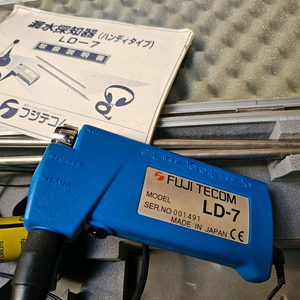 漏水探知器(ハンディタイプ)
LD-7
取扱説明書
フジテコム
FUJI TECOM
MODEL LD-7
SER.NO 001491
MADE IN JAPAN CE